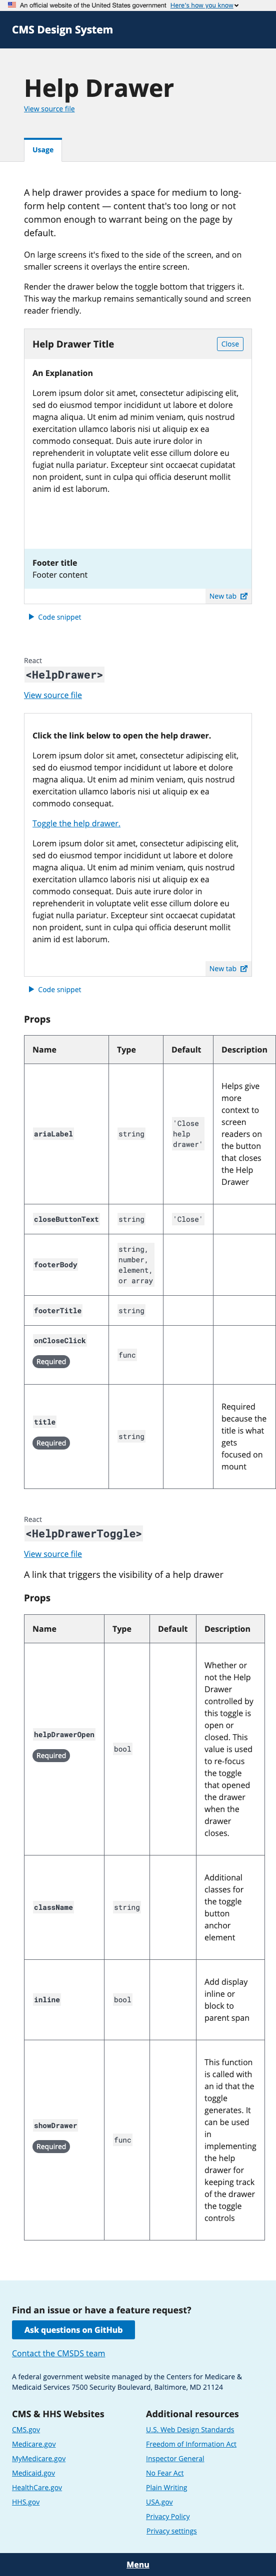 An official website of the United States government Here's how you know
CMS Design System
Help Drawer
View source file
Usage
A help drawer provides a space for medium to long-
form help content — content that's too long or not
common enough to warrant being on the page by
default.
On large screens it's fixed to the side of the screen, and on
smaller screens it overlays the entire screen.
Render the drawer below the toggle bottom that triggers it.
This way the markup remains semantically sound and screen
reader friendly.
Help Drawer Title
Close
An Explanation
Lorem ipsum dolor sit amet, consectetur adipiscing elit,
sed do eiusmod tempor incididunt ut labore et dolore
magna aliqua. Ut enim ad minim veniam, quis nostrud
exercitation ullamco laboris nisi ut aliquip ex ea
commodo consequat. Duis aute irure dolor in
reprehenderit in voluptate velit esse cillum dolore eu
fugiat nulla pariatur. Excepteur sint occaecat cupidatat
non proident, sunt in culpa qui officia deserunt mollit
anim id est laborum.
Footer title
Footer content
New tab
Code snippet
React
<HelpDrawer>
View source file
Click the link below to open the help drawer.
Lorem ipsum dolor sit amet, consectetur adipiscing elit,
sed do eiusmod tempor incididunt ut labore et dolore
magna aliqua. Ut enim ad minim veniam, quis nostrud
exercitation ullamco laboris nisi ut aliquip ex ea
commodo consequat.
Toggle the help drawer.
Lorem ipsum dolor sit amet, consectetur adipiscing elit,
sed do eiusmod tempor incididunt ut labore et dolore
magna aliqua. Ut enim ad minim veniam, quis nostrud
exercitation ullamco laboris nisi ut aliquip ex ea
commodo consequat. Duis aute irure dolor in
reprehenderit in voluptate velit esse cillum dolore eu
fugiat nulla pariatur. Excepteur sint occaecat cupidatat
non proident, sunt in culpa qui officia deserunt mollit
anim id est laborum.
New tab
Code snippet
Props
Name Type Default Description
ariaLabel string 'Close
help
drawer'
Helps give
more
context to
screen
readers on
the button
that closes
the Help
Drawer
closeButtonText string 'Close'
footerBody string,
number,
element,
or array
footerTitle string
onCloseClick
Required
func
title
Required
string
Required
because the
title is what
gets
focused on
mount
React
<HelpDrawerToggle>
View source file
A link that triggers the visibility of a help drawer
Props
Name Type Default Description
helpDrawerOpen
Required
bool
Whether or
not the Help
Drawer
controlled by
this toggle is
open or
closed. This
value is used
to re-focus
the toggle
that opened
the drawer
when the
drawer
closes.
className string
Additional
classes for
the toggle
button
anchor
element
inline bool
Add display
inline or
block to
parent span
showDrawer
Required
func
This function
is called with
an id that the
toggle
generates. It
can be used
in
implementing
the help
drawer for
keeping track
of the drawer
the toggle
controls
Find an issue or have a feature request?
Ask questions on GitHub
Contact the CMSDS team
A federal government website managed by the Centers for Medicare &
Medicaid Services 7500 Security Boulevard, Baltimore, MD 21124
CMS & HHS Websites
CMS.gov
Medicare.gov
MyMedicare.gov
Medicaid.gov
HealthCare.gov
HHS.gov
Additional resources
U.S. Web Design Standards
Freedom of Information Act
Inspector General
No Fear Act
Plain Writing
USA.gov
Privacy Policy
Privacy settings
Menu